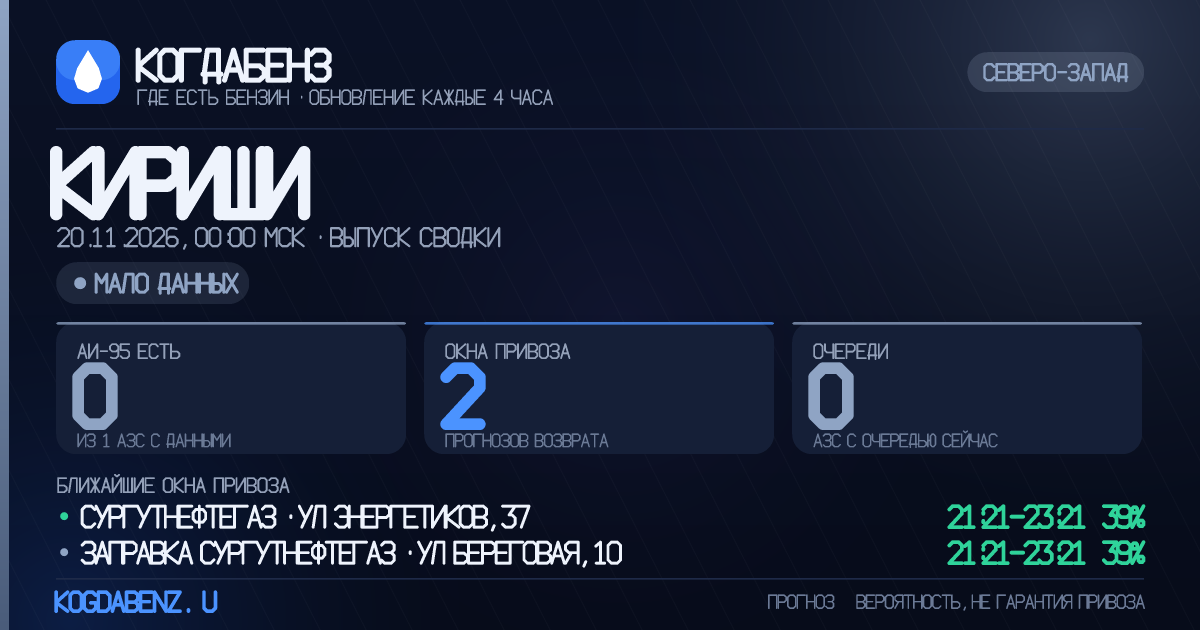 КОГДАБЕНЗ
ГДЕ ЕСТЬ БЕНЗИН · ОБНОВЛЕНИЕ КАЖДЫЕ 4 ЧАСА
СЕВЕРО-ЗАПАД
КИРИШИ
20.11.2026, 00:00 МСК · ВЫПУСК СВОДКИ
• МАЛО ДАННЫХ
АИ-95 ЕСТЬ
0
ИЗ 1 АЗС С ДАННЫМИ
ОКНА ПРИВОЗА
2
ПРОГНОЗОВ ВОЗВРАТА
ОЧЕРЕДИ
0
АЗС С ОЧЕРЕДЬЮ СЕЙЧАС
БЛИЖАЙШИЕ ОКНА ПРИВОЗА
• СУРГУТНЕФТЕГАЗ · УЛ ЭНЕРГЕТИКОВ, 37 21:21-23:21 39%
• ЗАПРАВКА СУРГУТНЕФТЕГАЗ · УЛ БЕРЕГОВАЯ, 10 21:21-23:21 39%
KOGDABENZ. U
ПРОГНОЗ ВЕРОЯТНОСТЬ, НЕ ГАРАНТИЯ ПРИВОЗА